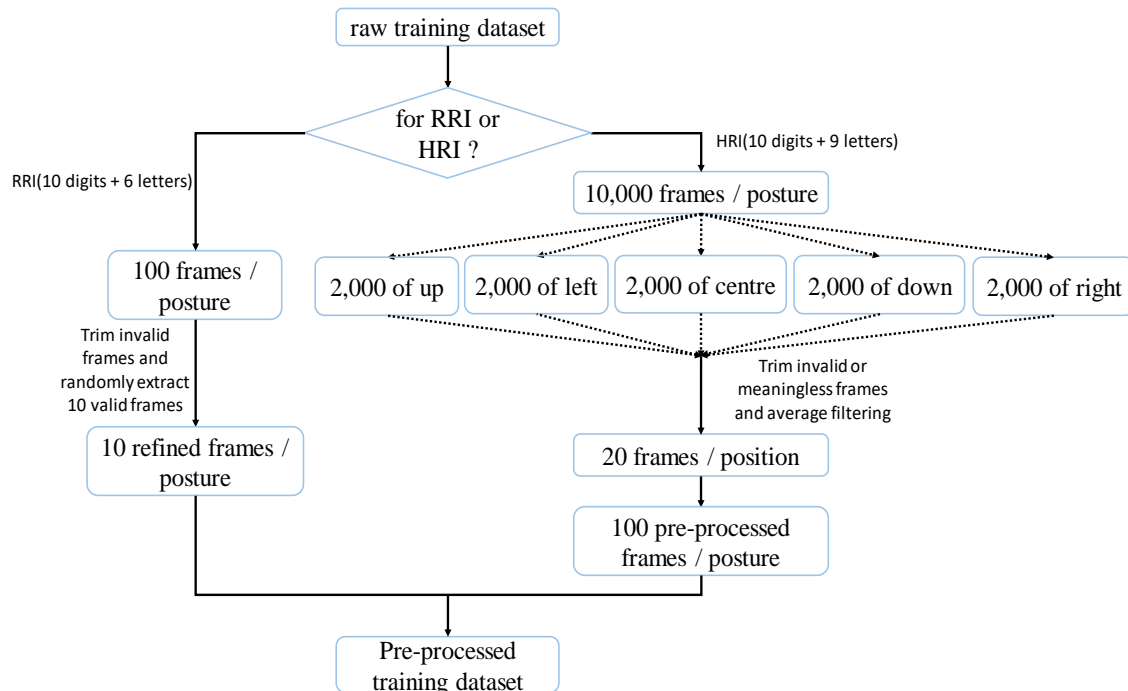 raw training dataset
for RRI or
HRI ?
RRI(10 digits + 6 letters)
HRI(10 digits + 9 letters)
10,000 frames / posture
100 frames /
posture
2,000 of up
2,000 of left
2,000 of centre
2,000 of down
2,000 of right
Trim invalid
frames and
randomly extract
10 valid frames
Trim invalid or
meaningless frames
and average filtering
10 refined frames /
posture
20 frames / position
100 pre-processed
frames / posture
Pre-processed
training dataset